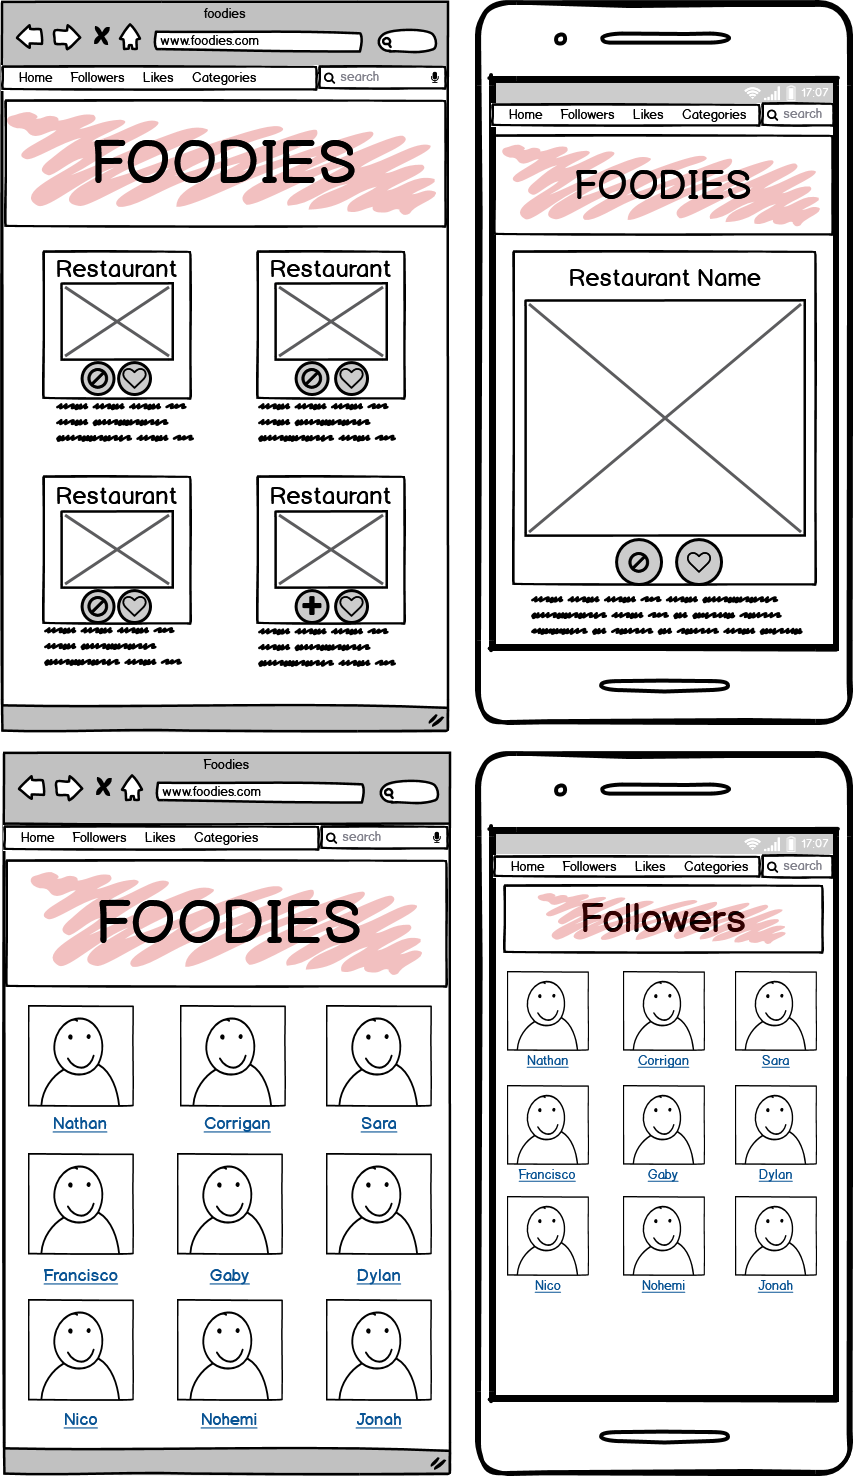 foodies
www.foodies.com
Home Followers Likes Categories search
FOODIES
Restaurant Restaurant
Restaurant Restaurant
17:07
Home Followers Likes Categories search
FOODIES
Restaurant Name
Foodies
www.foodies.com
Home Followers Likes Categories search
FOODIES
Nathan Corrigan Sara
Francisco Gaby Dylan
Nico Nohemi Jonah
17:07
Home Followers Likes Categories search
Followers
Nathan Corrigan Sara
Francisco Gaby Dylan
Nico Nohemi Jonah